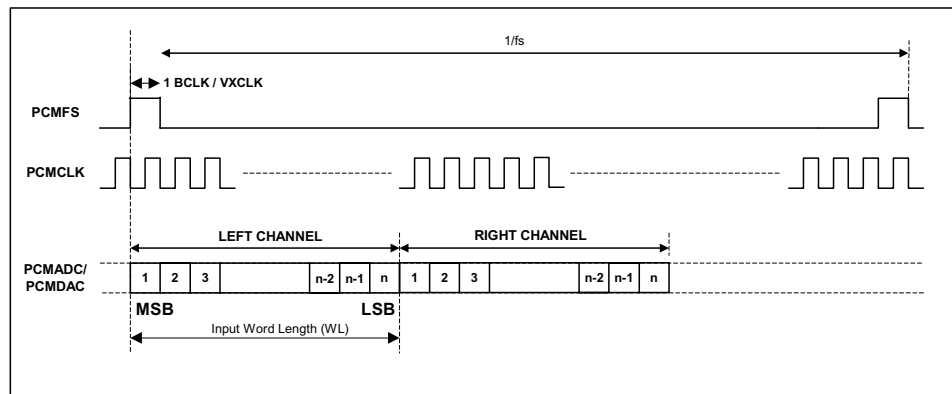 1/fs
1 BCLK / VXCLK
PCMFS
PCMCLK
LEFT CHANNEL
RIGHT CHANNEL
PCMADC/
PCMDAC
1 2 3 n-2 n-1 n 1 2 3 n-2 n-1 n
MSB LSB
Input Word Length (WL)